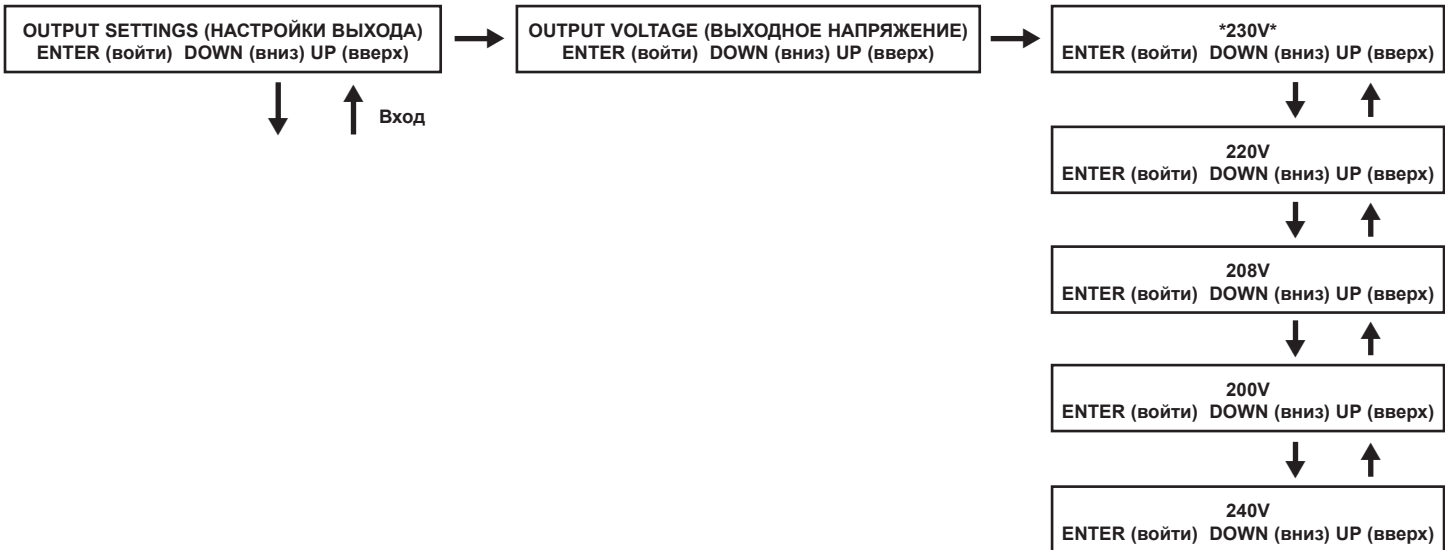 OUTPUT SETTINGS (НАСТРОЙКИ ВЫХОДА)
ENTER (войти) DOWN (вниз) UP (вверх)
Вход
OUTPUT VOLTAGE (ВЫХОДНОЕ НАПРЯЖЕНИЕ)
ENTER (войти) DOWN (вниз) UP (вверх)
*230V*
ENTER (войти) DOWN (вниз) UP (вверх)
220V
ENTER (войти) DOWN (вниз) UP (вверх)
208V
ENTER (войти) DOWN (вниз) UP (вверх)
200V
ENTER (войти) DOWN (вниз) UP (вверх)
240V
ENTER (войти) DOWN (вниз) UP (вверх)